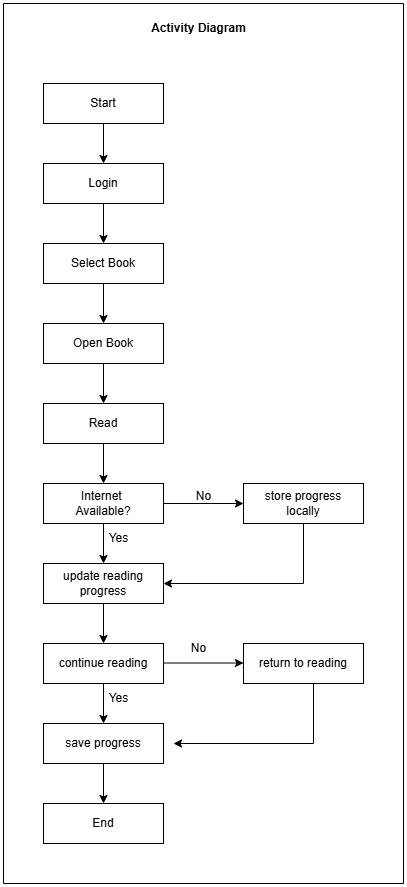 Activity Diagram
Start
Login
Select Book
Open Book
Read
Internet
Available?
No
store progress
locally
Yes
update reading
progress
continue reading
No
return to reading
Yes
save progress
End